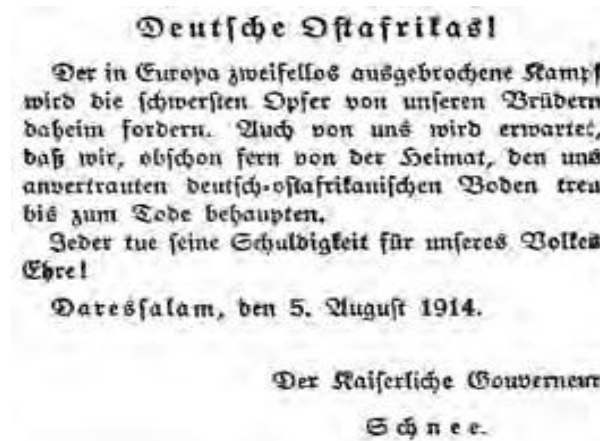 Deutſche Oſtafrikas!
Der in Europa zweifellos ausgebrochene Kampf
wird die ſchwerſten Opfer von unſeren Brüdern
daheim fordern. Auch von uns wird erwartet,
daß wir, obſchon fern von der Heimat, den uns
anvertrauten deutſch-oſtafrikaniſchen Boden treu
bis zum Tode behaupten.
Jeder tue ſeine Schuldigkeit für unſeres Volkes
Ehre!
Daresſalam, den 5. Auguſt 1914.
Der Kaiſerliche Gouverneur
Schnee.